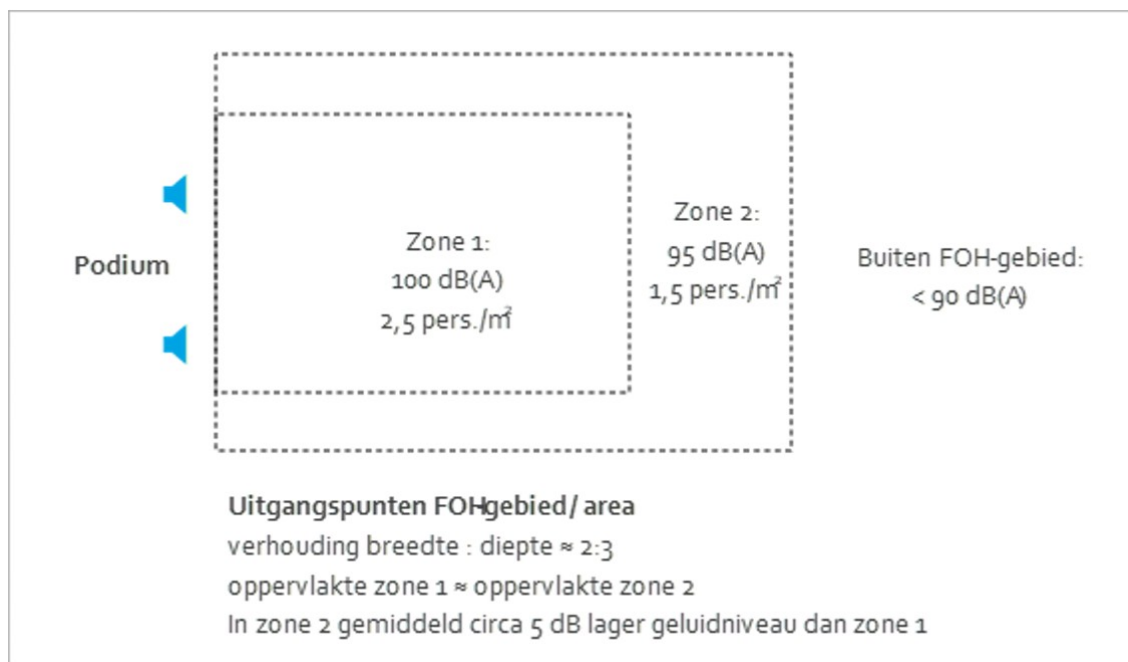 Podium
Zone 1:
100 dB(A)
2,5 pers./m²
Zone 2:
95 dB(A)
1,5 pers./m²
Buiten FOH-gebied:
< 90 dB(A)
Uitgangspunten FOHgebied/ area
verhouding breedte : diepte ≈ 2:3
oppervlakte zone 1 ≈ oppervlakte zone 2
In zone 2 gemiddeld circa 5 dB lager geluidniveau dan zone 1